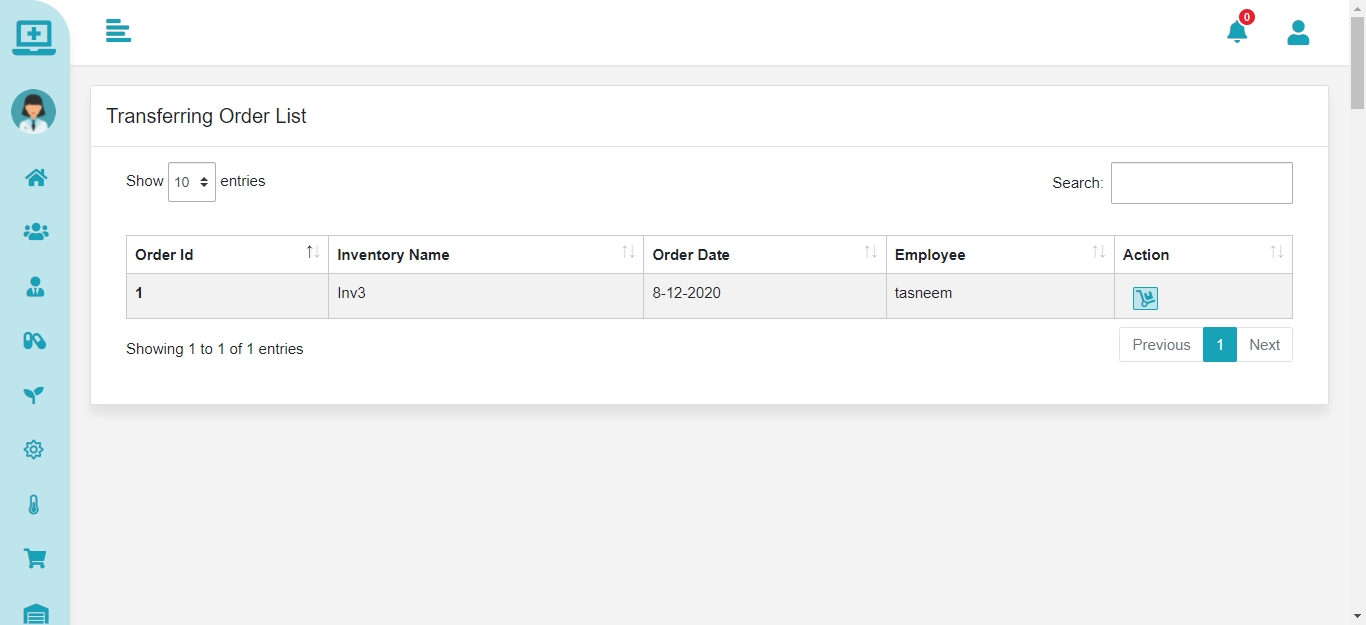 0
Transferring Order List
Show 10 entries
Search:
Order Id Inventory Name Order Date Employee Action
1 Inv3 8-12-2020 tasneem
Showing 1 to 1 of 1 entries
Previous 1 Next